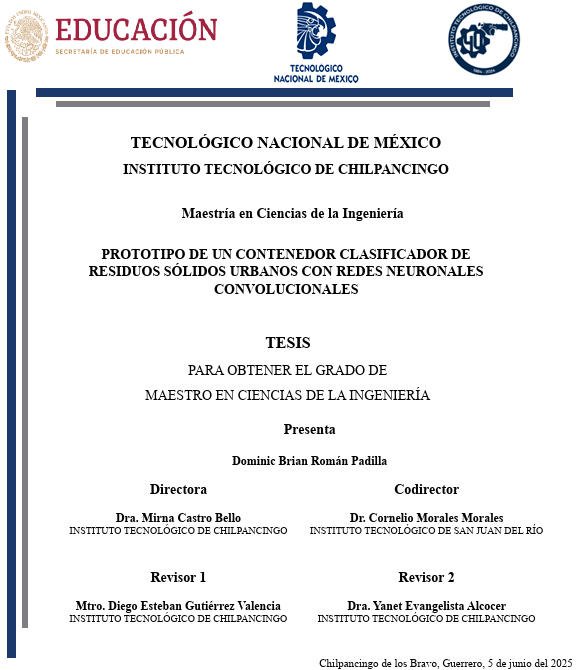 EDUCACIÓN
SECRETARÍA DE EDUCACIÓN PÚBLICA
TECNOLÓGICO
NACIONAL DE MÉXICO
INSTITUTO TECNOLÓGICO DE CHILPANCINGO
1984 - 2024
TECNOLÓGICO NACIONAL DE MÉXICO
INSTITUTO TECNOLÓGICO DE CHILPANCINGO
Maestría en Ciencias de la Ingeniería
PROTOTIPO DE UN CONTENEDOR CLASIFICADOR DE
RESIDUOS SÓLIDOS URBANOS CON REDES NEURONALES
CONVOLUCIONALES
TESIS
PARA OBTENER EL GRADO DE
MAESTRO EN CIENCIAS DE LA INGENIERÍA
Presenta
Dominic Brian Román Padilla
Directora
Codirector
Dra. Mirna Castro Bello
Dr. Cornelio Morales Morales
INSTITUTO TECNOLÓGICO DE CHILPANCINGO
INSTITUTO TECNOLÓGICO DE SAN JUAN DEL RÍO
Revisor 1
Revisor 2
Mtro. Diego Esteban Gutiérrez Valencia
Dra. Yanet Evangelista Alcocer
INSTITUTO TECNOLÓGICO DE CHILPANCINGO
INSTITUTO TECNOLÓGICO DE CHILPANCINGO
Chilpancingo de los Bravo, Guerrero, 5 de junio del 2025